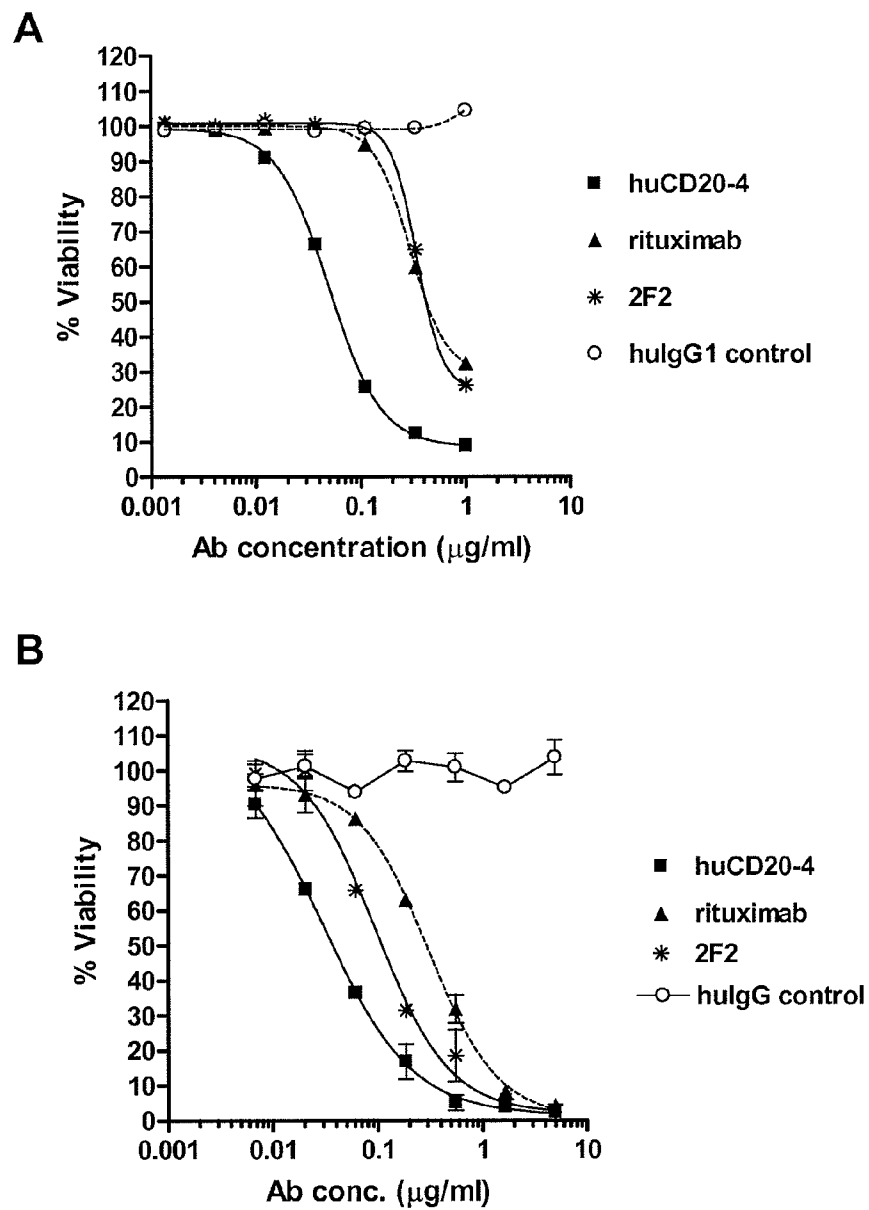 A
120
110
100
90
80
70
60
50
40
30
20
10
0
% Viability
0.001 0.01 0.1 1 10
Ab concentration (μg/ml)
huCD20-4
rituximab
2F2
huIgG1 control
B
120
110
100
90
80
70
60
50
40
30
20
10
0
% Viability
0.001 0.01 0.1 1 10
Ab conc. (μg/ml)
huCD20-4
rituximab
2F2
huIgG control